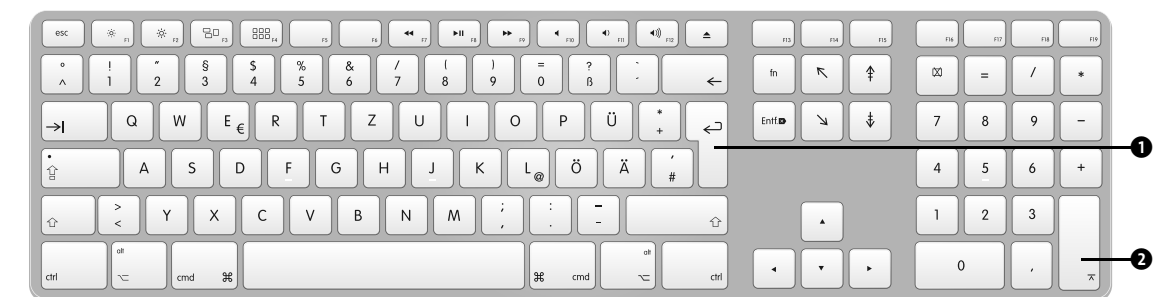 esc F1 F2 F3 F4 F5 F6 F7 F8 F9 F10 F11 F12 F13 F14 F15 F16 F17 F18 F19
° ! " § $ % & / ( ) = ? ` fn = / *
^ 1 2 3 4 5 6 7 8 9 0 ß ´
Q W E € R T Z U I O P Ü * + Entf. 7 8 9 −
1
A S D F G H J K L @ Ö Ä ' # 4 5 6 +
> < Y X C V B N M ; , : . – - 1 2 3
ctrl alt cmd ⌘ ⌘ cmd alt ctrl 0 ,
2